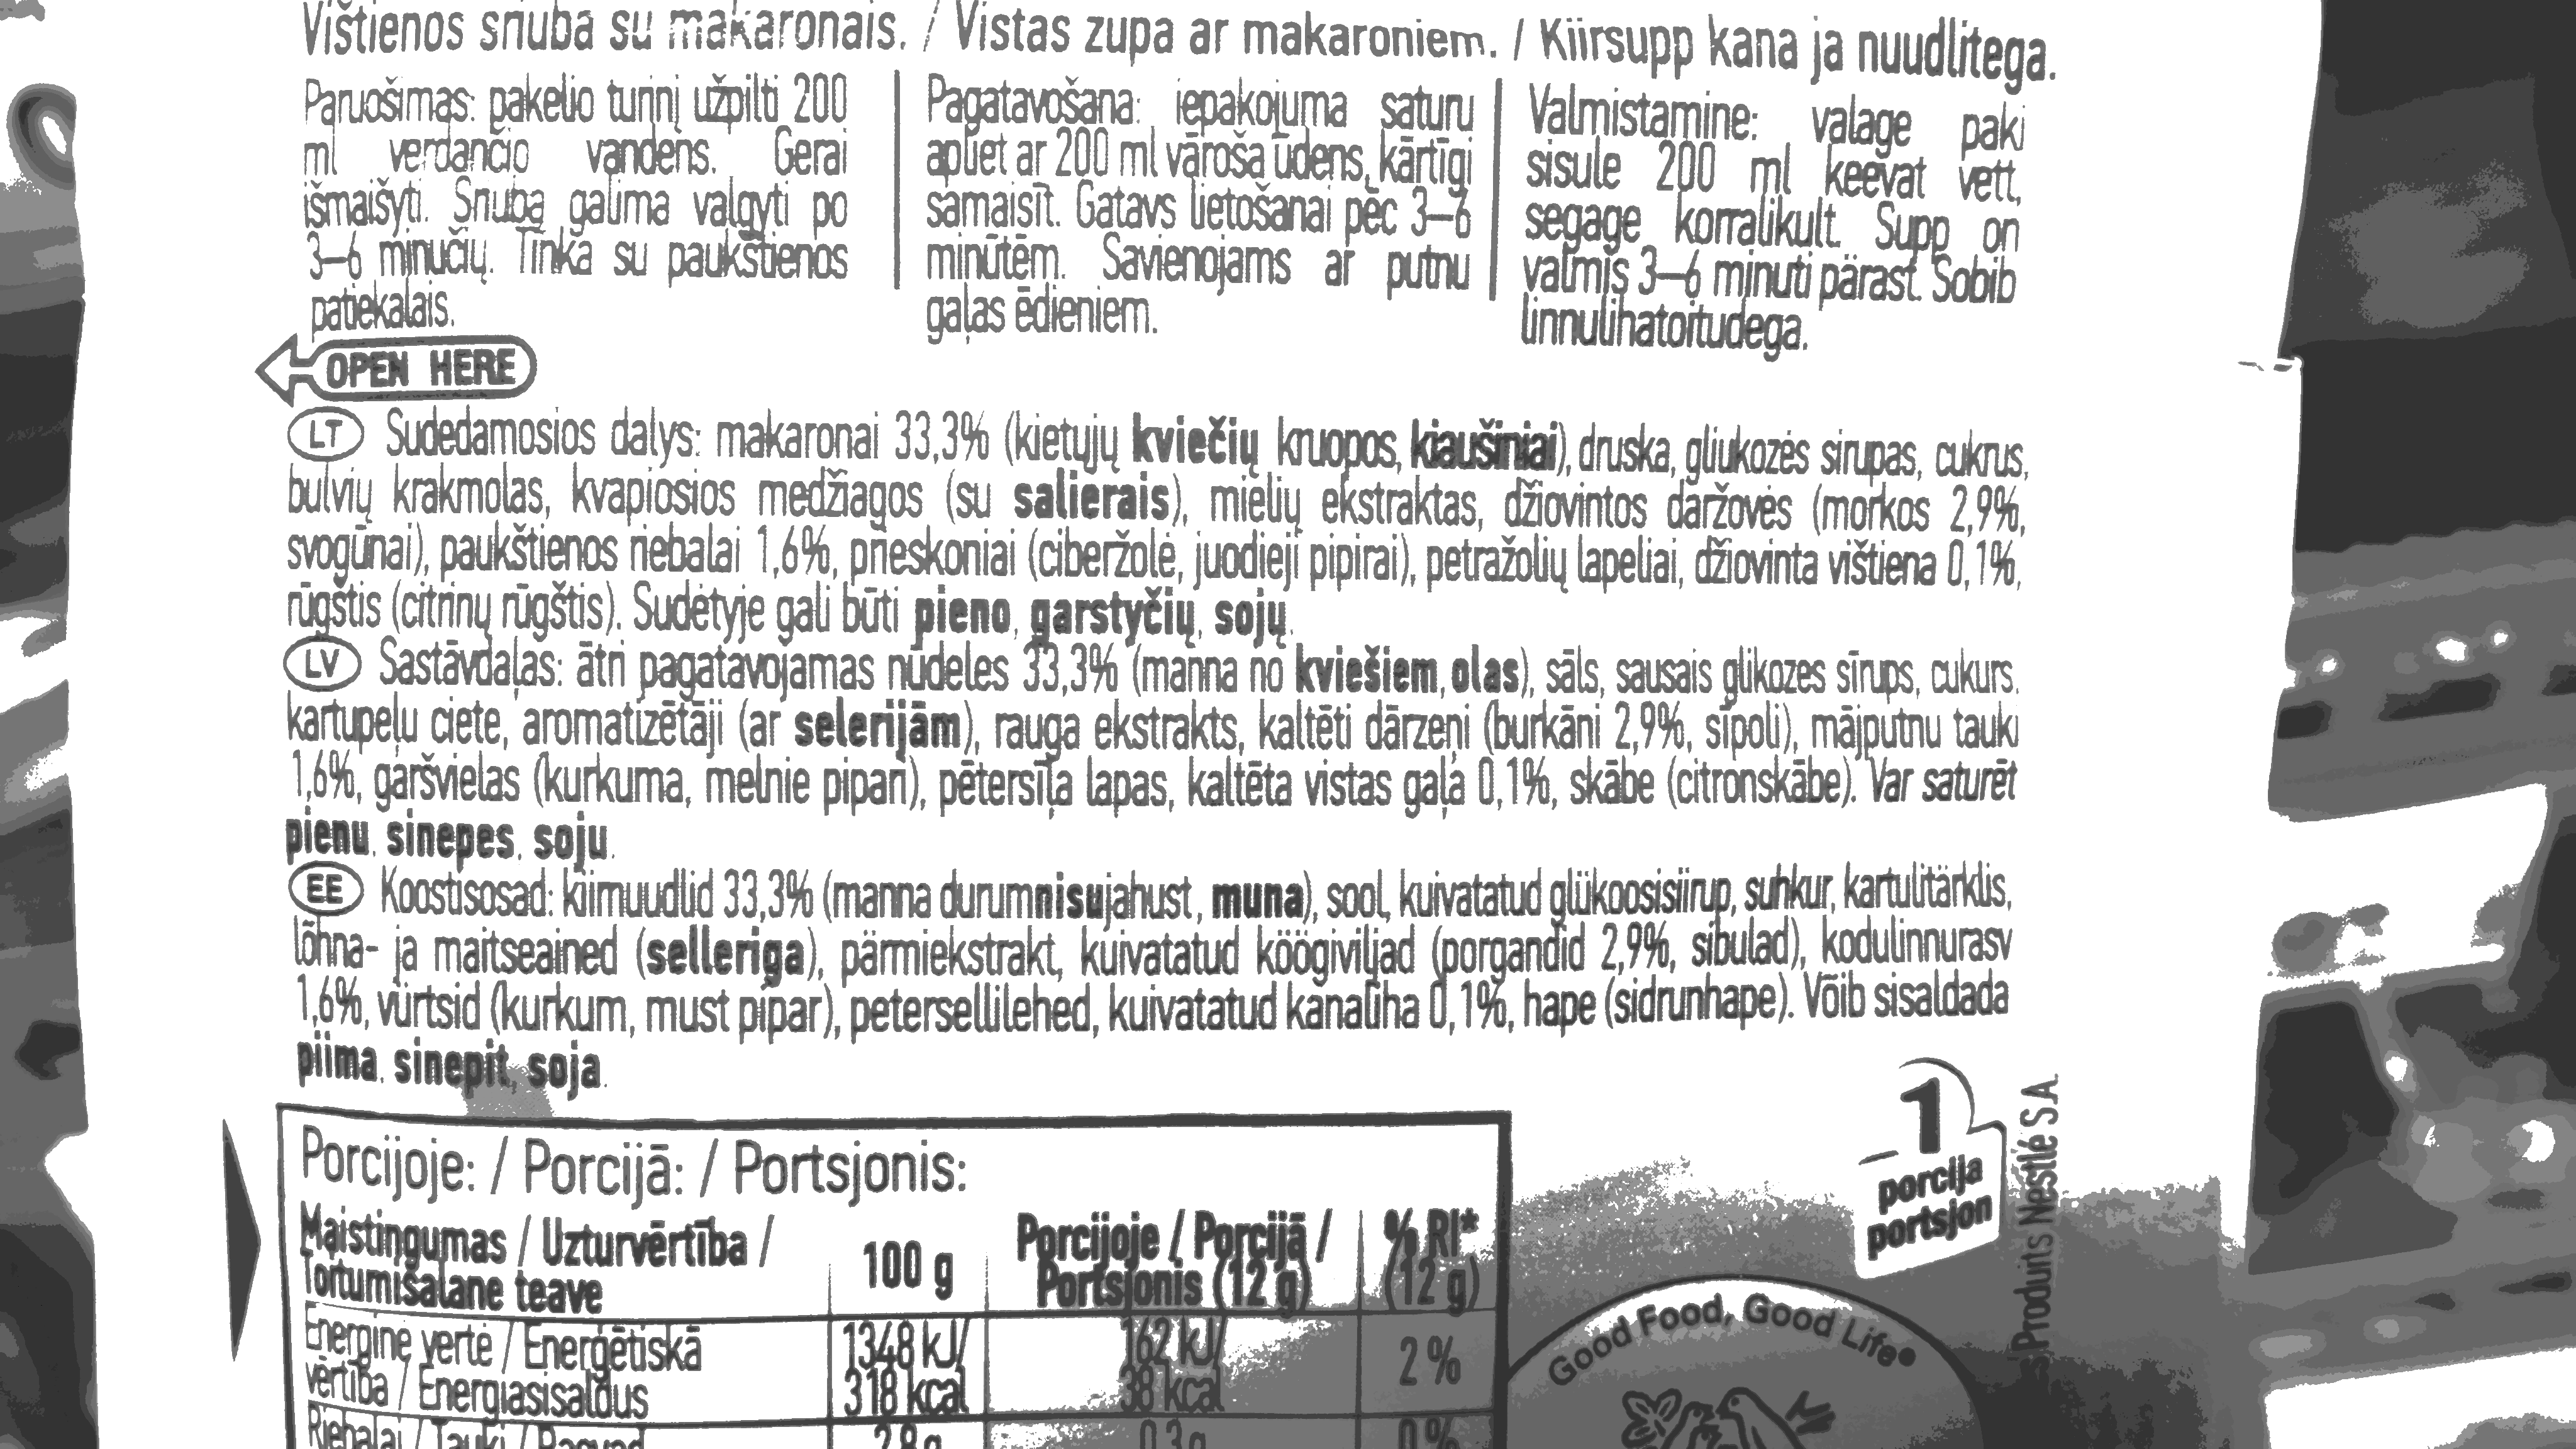 Vištienos sriuba su makaronais. / Vistas zupa ar makaroniem. / Kiirsupp kana ja nuudlitega.
Paruošimas: pakelio turinį užpilti 200
ml verdančio vandens. Gerai
išmaišyti. Sriubą galima valgyti po
3–6 minučių. Tinka su paukštienos
patiekalais.
Pagatavošana: iepakojuma saturu
apliet ar 200 ml vāroša ūdens, kārtīgi
samaisīt. Gatavs lietošanai pēc 3–6
minūtēm. Savienojams ar putnu
gaļas ēdieniem.
Valmistamine: valage paki
sisule 200 ml keevat vett,
segage korralikult. Supp on
valmis 3–6 minuti pärast. Sobib
linnulihatoitudega.
OPEN HERE
LT Sudedamosios dalys: makaronai 33,3% (kietųjų kviečių kruopos, kiaušiniai), druska, gliukozės sirupas, cukrus,
bulvių krakmolas, kvapiosios medžiagos (su salierais), mielių ekstraktas, džiovintos daržovės (morkos 2,9%,
svogūnai), paukštienos riebalai 1,6%, prieskoniai (ciberžolė, juodieji pipirai), petražolių lapeliai, džiovinta vištiena 0,1%,
rūgštis (citrinų rūgštis). Sudėtyje gali būti pieno, garstyčių, sojų.
LV Sastāvdaļas: ātri pagatavojamas nūdeles 33,3% (manna no kviešiem, olas), sāls, sausais glikozes sīrups, cukurs,
kartupeļu ciete, aromatizētāji (ar selerijām), rauga ekstrakts, kaltēti dārzeņi (burkāni 2,9%, sīpoli), mājputnu tauki
1,6%, garšvielas (kurkuma, melnie pipari), pētersīļa lapas, kaltēta vistas gaļa 0,1%, skābe (citronskābe). Var saturēt
pienu, sinepes, soju.
EE Koostisosad: kiirnuudlid 33,3% (manna durumnisujahust, muna), sool, kuivatatud glükoosisiirup, suhkur, kartulitärklis,
lõhna- ja maitseained (selleriga), pärmiekstrakt, kuivatatud köögiviljad (porgandid 2,9%, sibulad), kodulinnurasv
1,6%, vürtsid (kurkum, must pipar), petersellilehed, kuivatatud kanaliha 0,1%, hape (sidrunhape). Võib sisaldada
piima, sinepit, soja.
1
porcija
portsjon
s Produits Nestlé S.A.
Porcijoje: / Porcijā: / Portsjonis:
Maistingumas / Uzturvērtība /
Toitumisalane teave
100 g
Porcijoje / Porcijā /
Portsjonis (12 g)
% RI*
(12 g)
Energinė vertė / Enerģētiskā
vērtība / Energiasisaldus
1348 kJ/
318 kcal
162 kJ/
38 kcal
2 %
Riebalai / Tauki / Rasvad
2,8 g
0,3 g
0 %
Good Food, Good Life®